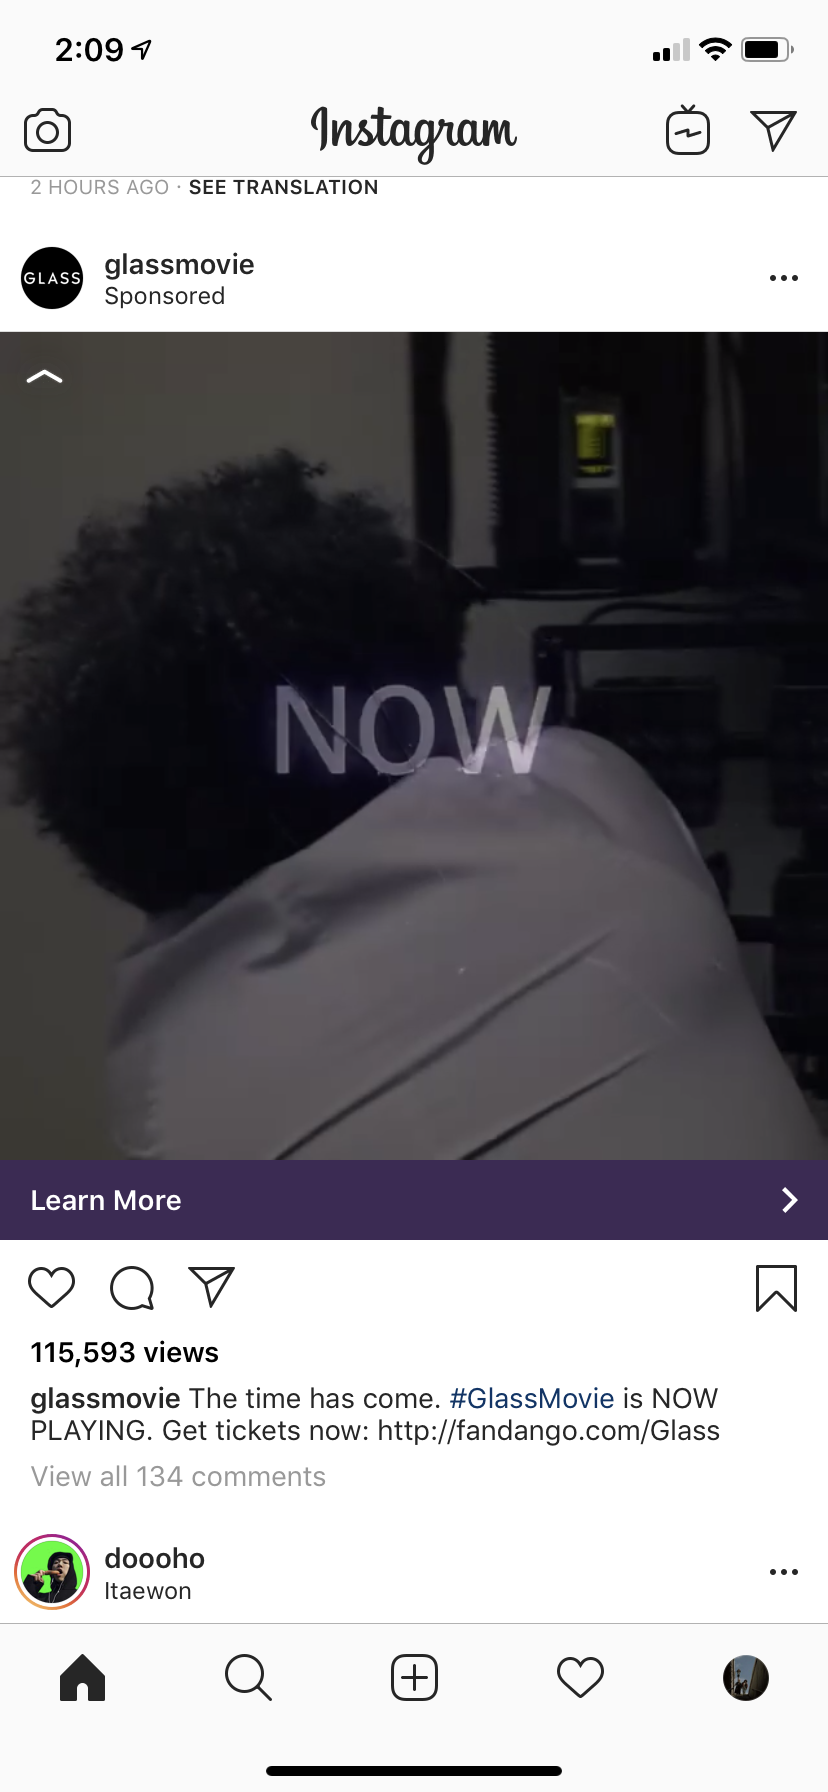 2:09
Instagram
2 HOURS AGO · SEE TRANSLATION
GLASS
glassmovie
Sponsored
NOW
Learn More
115,593 views
glassmovie The time has come. #GlassMovie is NOW
PLAYING. Get tickets now: http://fandango.com/Glass
View all 134 comments
doooho
Itaewon